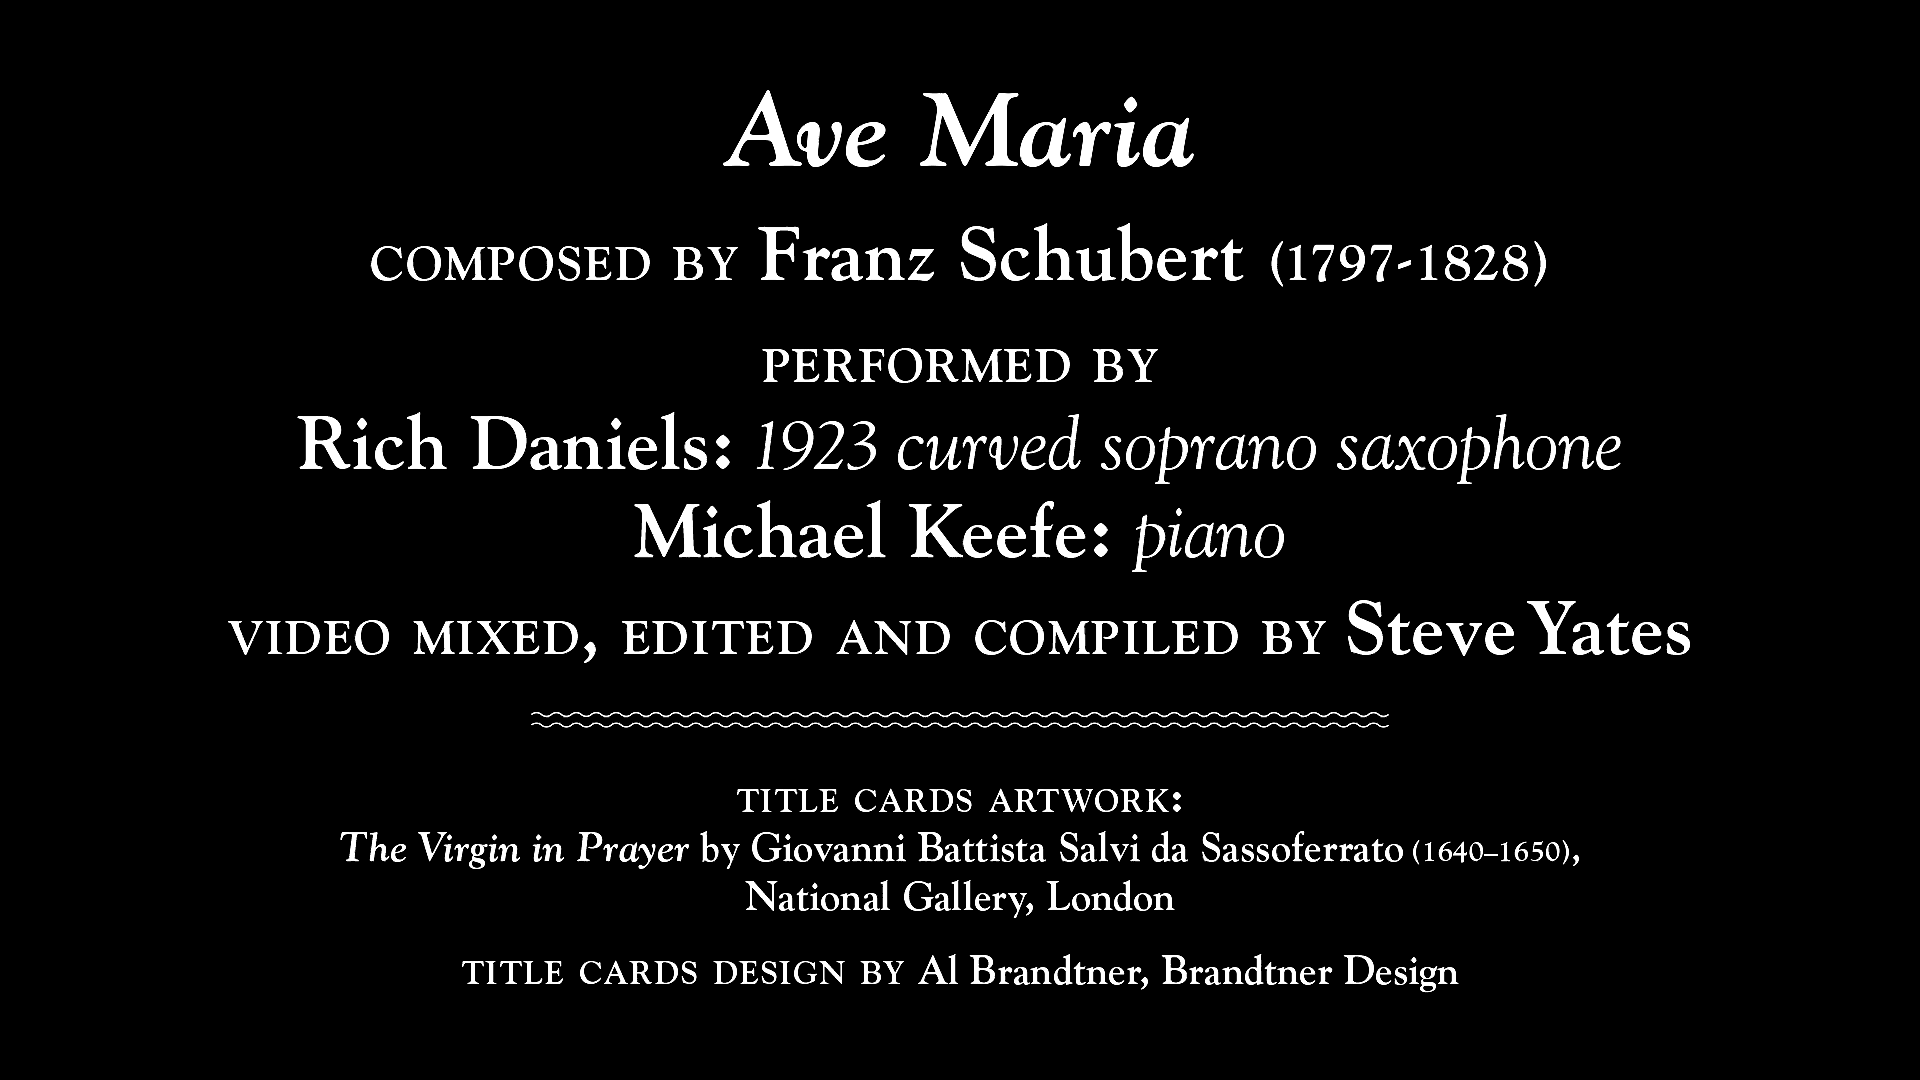 Ave Maria
COMPOSED BY Franz Schubert (1797-1828)
PERFORMED BY
Rich Daniels: 1923 curved soprano saxophone
Michael Keefe: piano
VIDEO MIXED, EDITED AND COMPILED BY Steve Yates
TITLE CARDS ARTWORK:
The Virgin in Prayer by Giovanni Battista Salvi da Sassoferrato (1640–1650),
National Gallery, London
TITLE CARDS DESIGN BY Al Brandtner, Brandtner Design